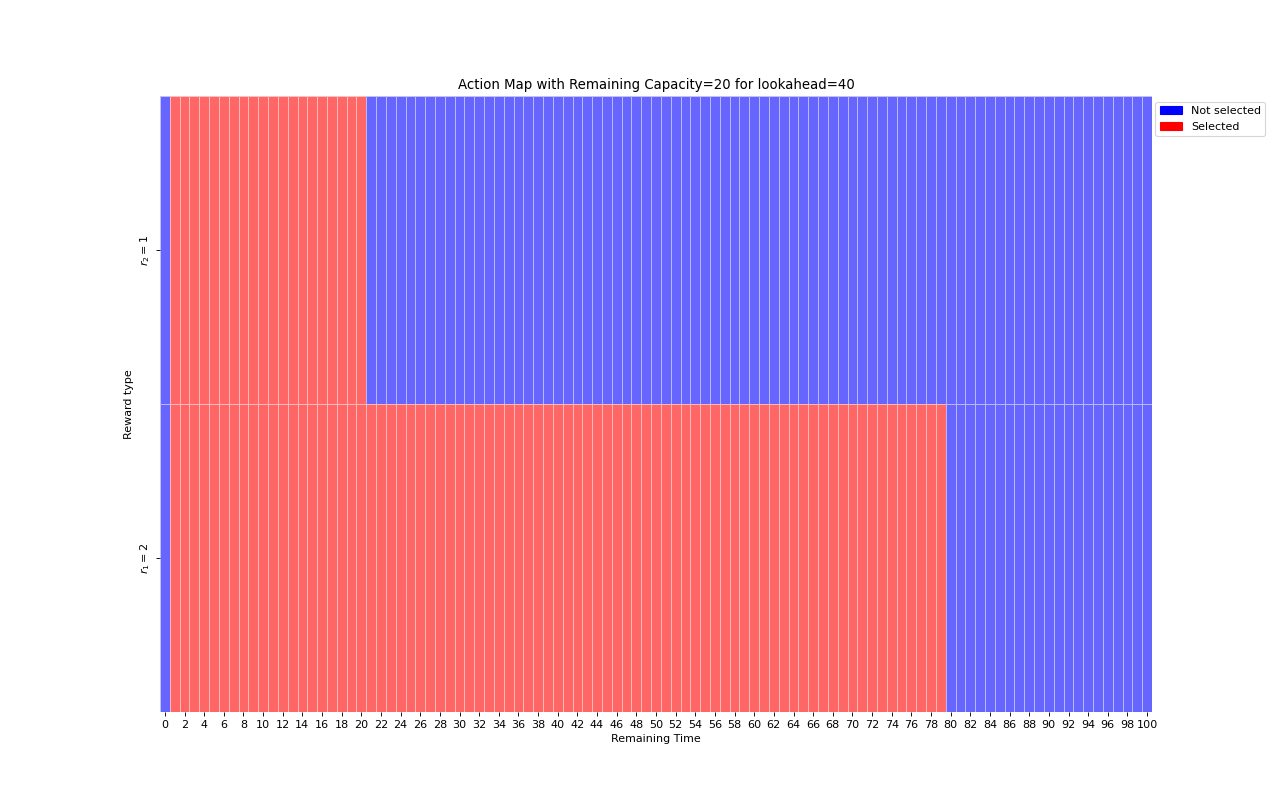 Action Map with Remaining Capacity=20 for lookahead=40
Not selected
Selected
r₂ = 1
Reward type
r₁ = 2
0 2 4 6 8 10 12 14 16 18 20 22 24 26 28 30 32 34 36 38 40 42 44 46 48 50 52 54 56 58 60 62 64 66 68 70 72 74 76 78 80 82 84 86 88 90 92 94 96 98 100
Remaining Time